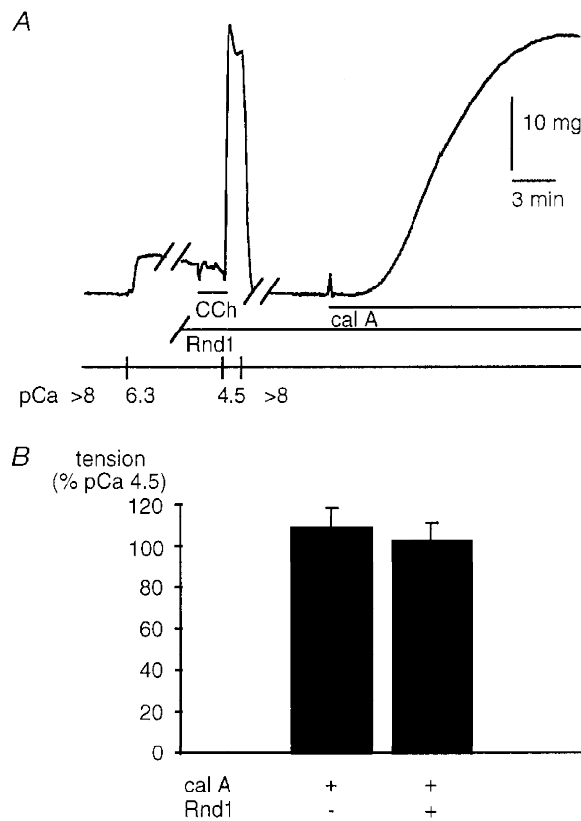 A
10 mg
3 min
CCh
cal A
Rnd1
pCa >8 6.3 4.5 >8
B
tension
(% pCa 4.5)
120
100
80
60
40
20
0
cal A + +
Rnd1 - +